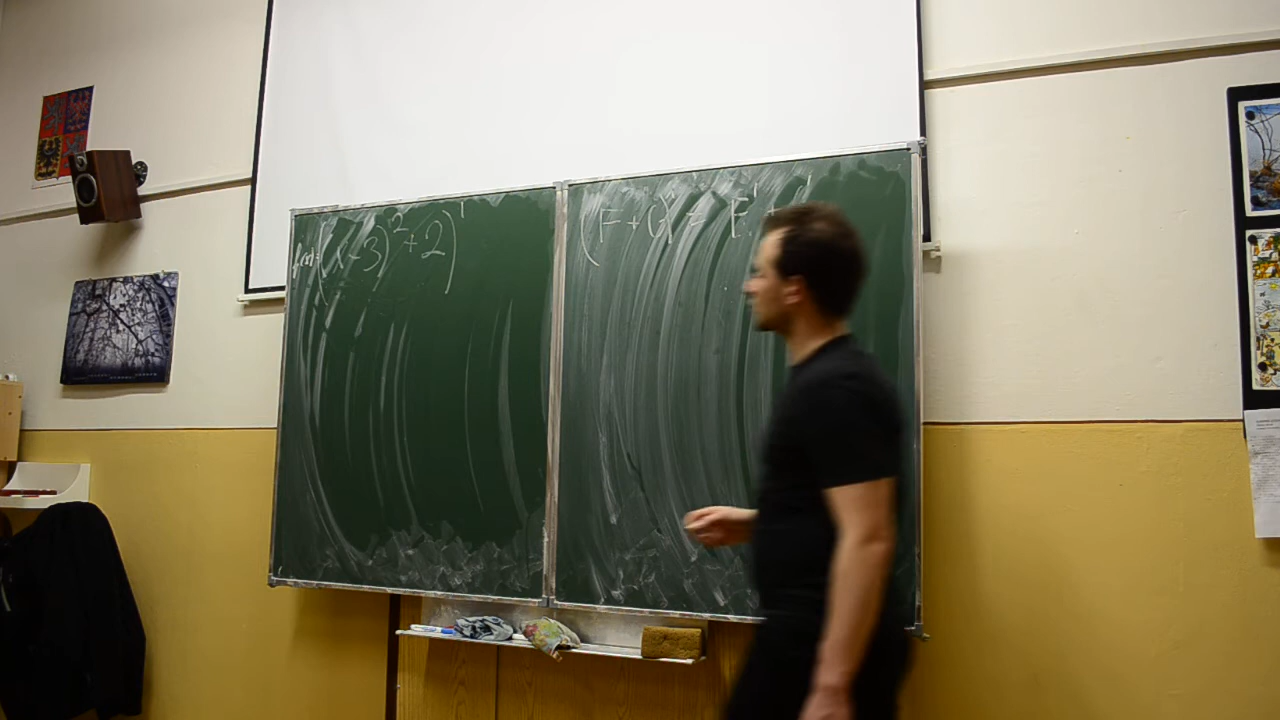 f(x)=((x-3)²+2)'
(F+G)' = F'